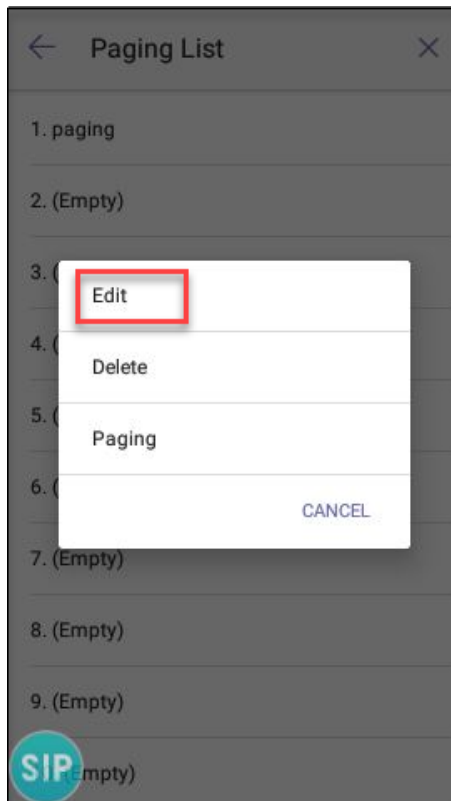 Paging List
1. paging
2. (Empty)
3. (
Edit
4. (
Delete
5. (
Paging
6. (
CANCEL
7. (Empty)
8. (Empty)
9. (Empty)
SIP
mpty)